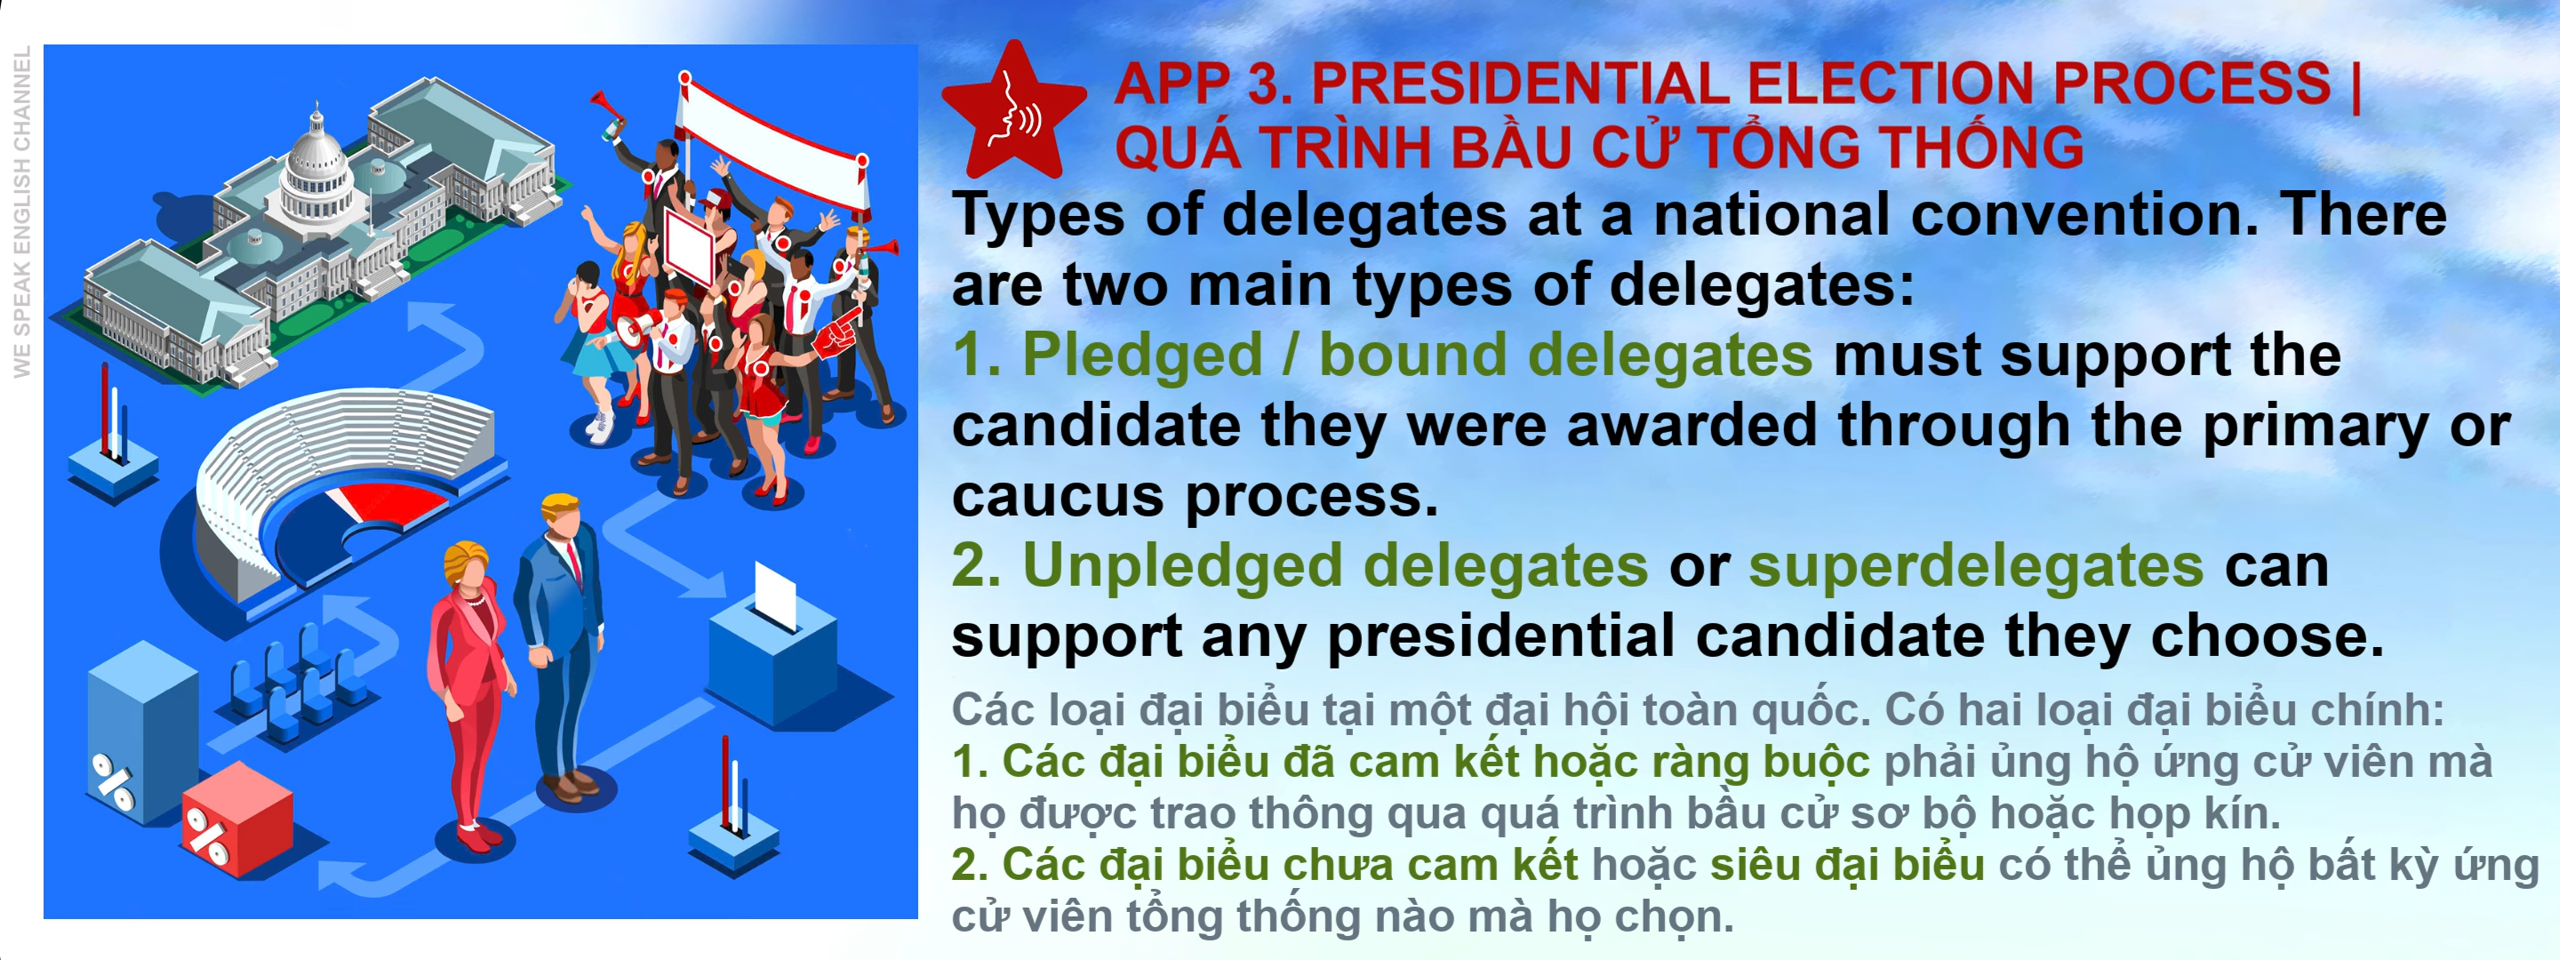 WE SPEAK ENGLISH CHANNEL
APP 3. PRESIDENTIAL ELECTION PROCESS |
QUÁ TRÌNH BẦU CỬ TỔNG THỐNG
Types of delegates at a national convention. There
are two main types of delegates:
1. Pledged / bound delegates must support the
candidate they were awarded through the primary or
caucus process.
2. Unpledged delegates or superdelegates can
support any presidential candidate they choose.
Các loại đại biểu tại một đại hội toàn quốc. Có hai loại đại biểu chính:
1. Các đại biểu đã cam kết hoặc ràng buộc phải ủng hộ ứng cử viên mà
họ được trao thông qua quá trình bầu cử sơ bộ hoặc họp kín.
2. Các đại biểu chưa cam kết hoặc siêu đại biểu có thể ủng hộ bất kỳ ứng
cử viên tổng thống nào mà họ chọn.
%
%